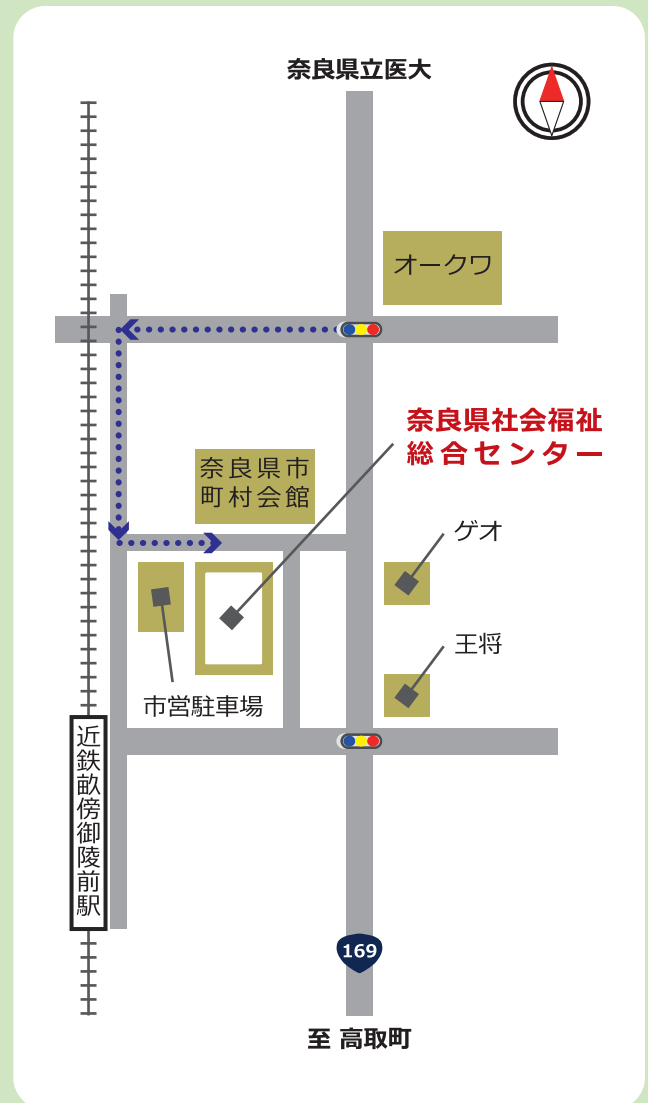 奈良県立医大
オークワ
奈良県社会福祉
総合センター
奈良県市
町村会館
ゲオ
王将
市営駐車場
近鉄畝傍御陵前駅
169
至 高取町